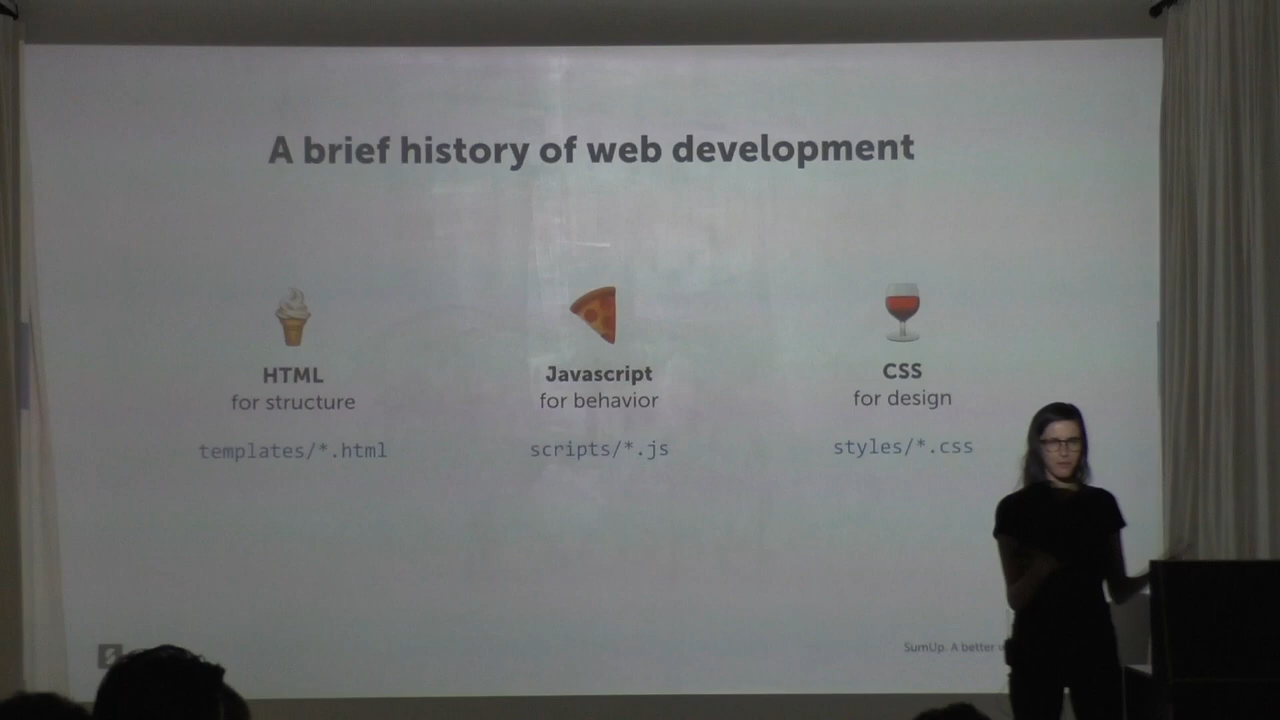 A brief history of web development
HTML
for structure
templates/*.html
Javascript
for behavior
scripts/*.js
CSS
for design
styles/*.css
SumUp. A better